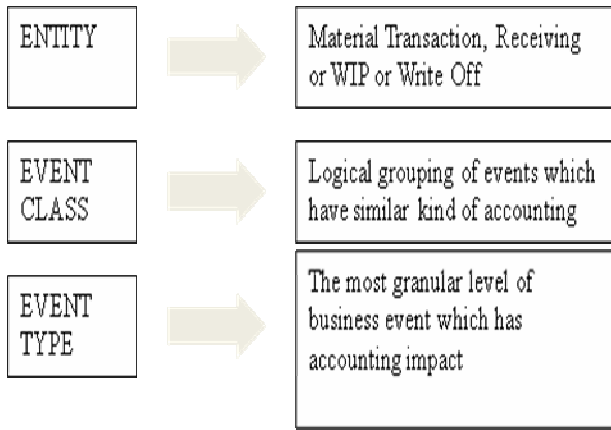 ENTITY
Material Transaction, Receiving
or WIP or Write Off
EVENT
CLASS
Logical grouping of events which
have similar kind of accounting
EVENT
TYPE
The most granular level of
business event which has
accounting impact